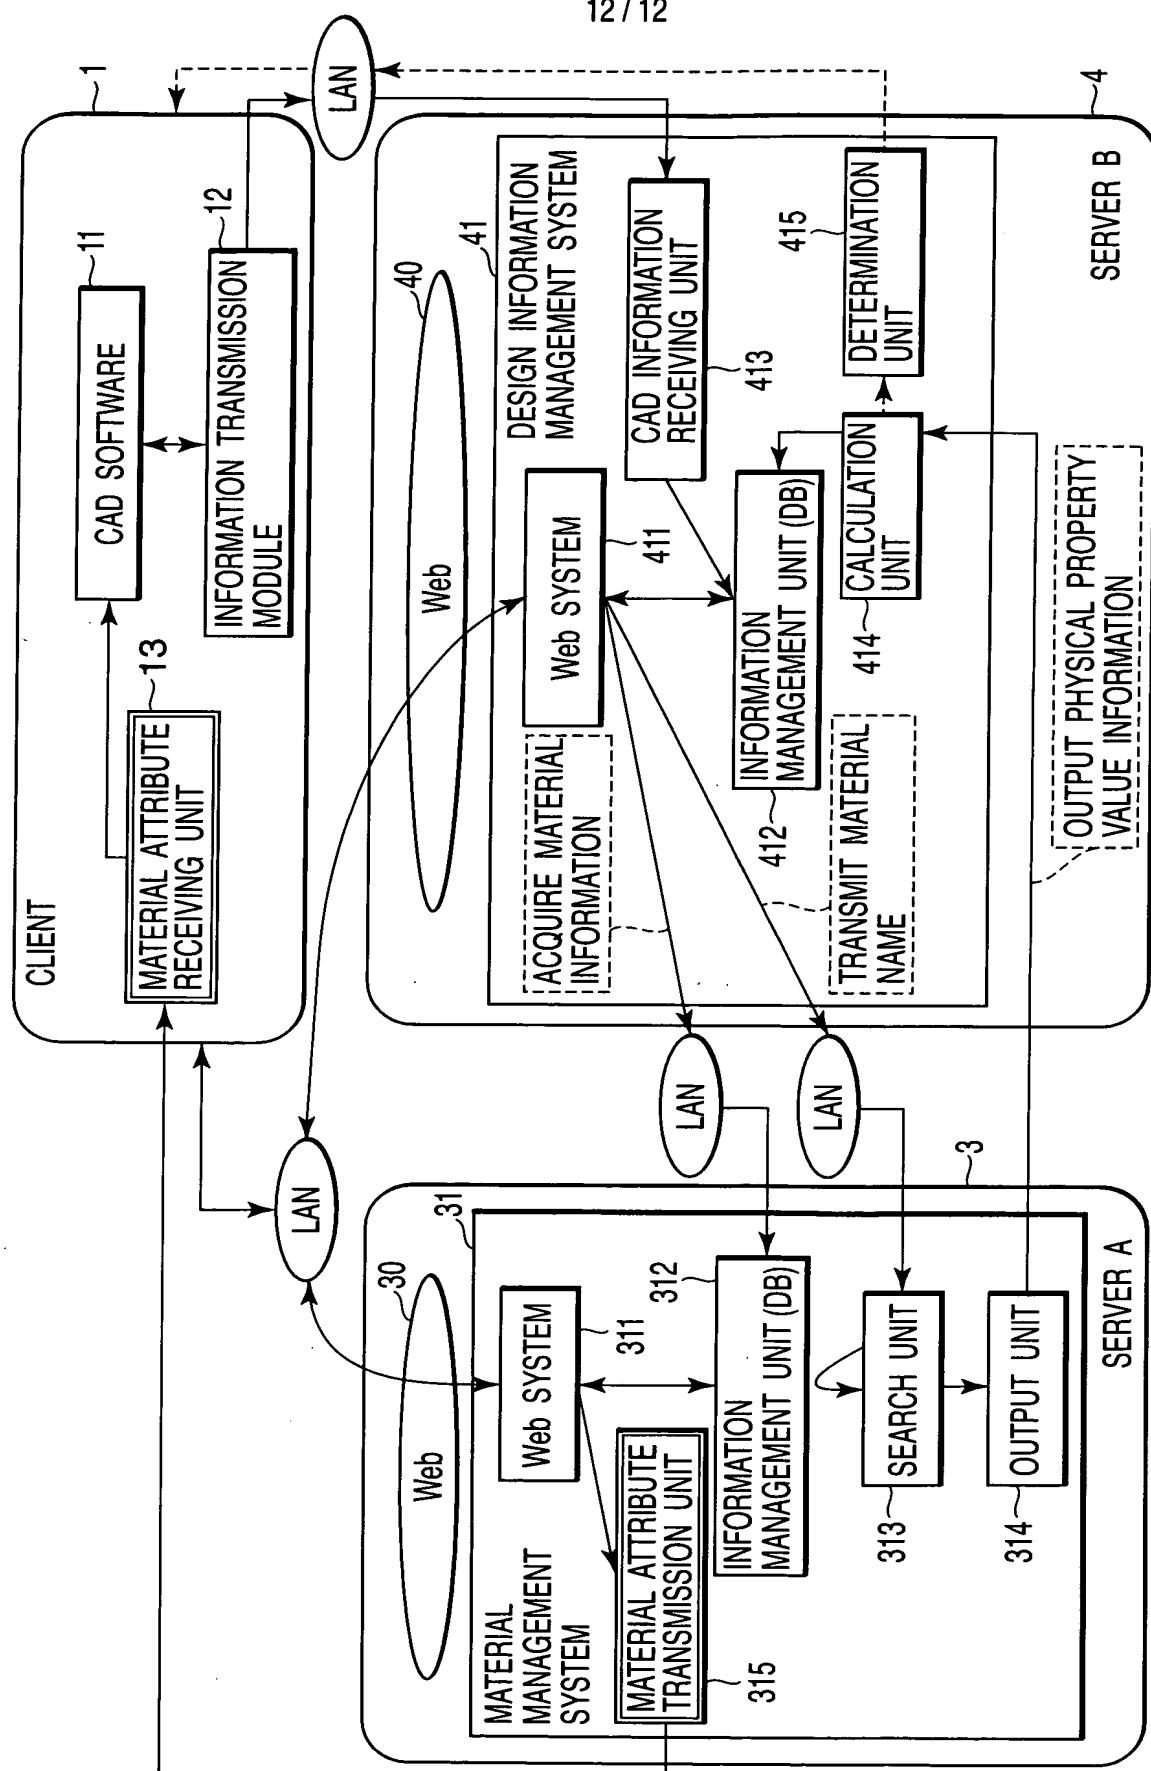 12/12
CLIENT
1
MATERIAL ATTRIBUTE
RECEIVING UNIT
13
CAD SOFTWARE
11
INFORMATION TRANSMISSION
MODULE
12
LAN
LAN
Web
30
MATERIAL
MANAGEMENT
SYSTEM
31
Web SYSTEM
311
MATERIAL ATTRIBUTE
TRANSMISSION UNIT
315
INFORMATION
MANAGEMENT UNIT (DB)
312
SEARCH UNIT
313
OUTPUT UNIT
314
SERVER A
3
LAN
LAN
Web
40
DESIGN INFORMATION
MANAGEMENT SYSTEM
41
Web SYSTEM
411
ACQUIRE MATERIAL
INFORMATION
CAD INFORMATION
RECEIVING UNIT
413
INFORMATION
MANAGEMENT UNIT (DB)
412
TRANSMIT MATERIAL
NAME
CALCULATION
UNIT
414
DETERMINATION
UNIT
415
OUTPUT PHYSICAL PROPERTY
VALUE INFORMATION
SERVER B
4